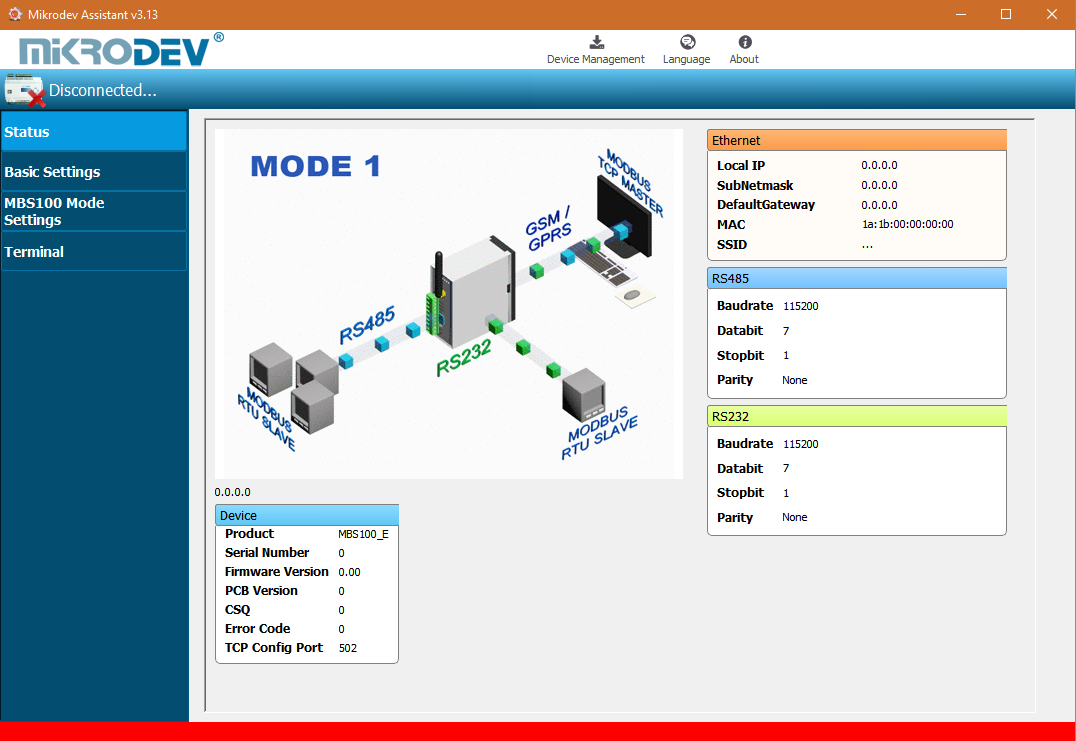 Mikrodev Assistant v3.13
MiKRODEV®
Device Management
Language
About
Disconnected...
Status
Basic Settings
MBS100 Mode
Settings
Terminal
MODE 1
MODBUS
TCP MASTER
GSM /
GPRS
RS485
RS232
MODBUS
RTU SLAVE
MODBUS
RTU SLAVE
0.0.0.0
Device
Product MBS100_E
Serial Number 0
Firmware Version 0.00
PCB Version 0
CSQ 0
Error Code 0
TCP Config Port 502
Ethernet
Local IP 0.0.0.0
SubNetmask 0.0.0.0
DefaultGateway 0.0.0.0
MAC 1a:1b:00:00:00:00
SSID ...
RS485
Baudrate 115200
Databit 7
Stopbit 1
Parity None
RS232
Baudrate 115200
Databit 7
Stopbit 1
Parity None